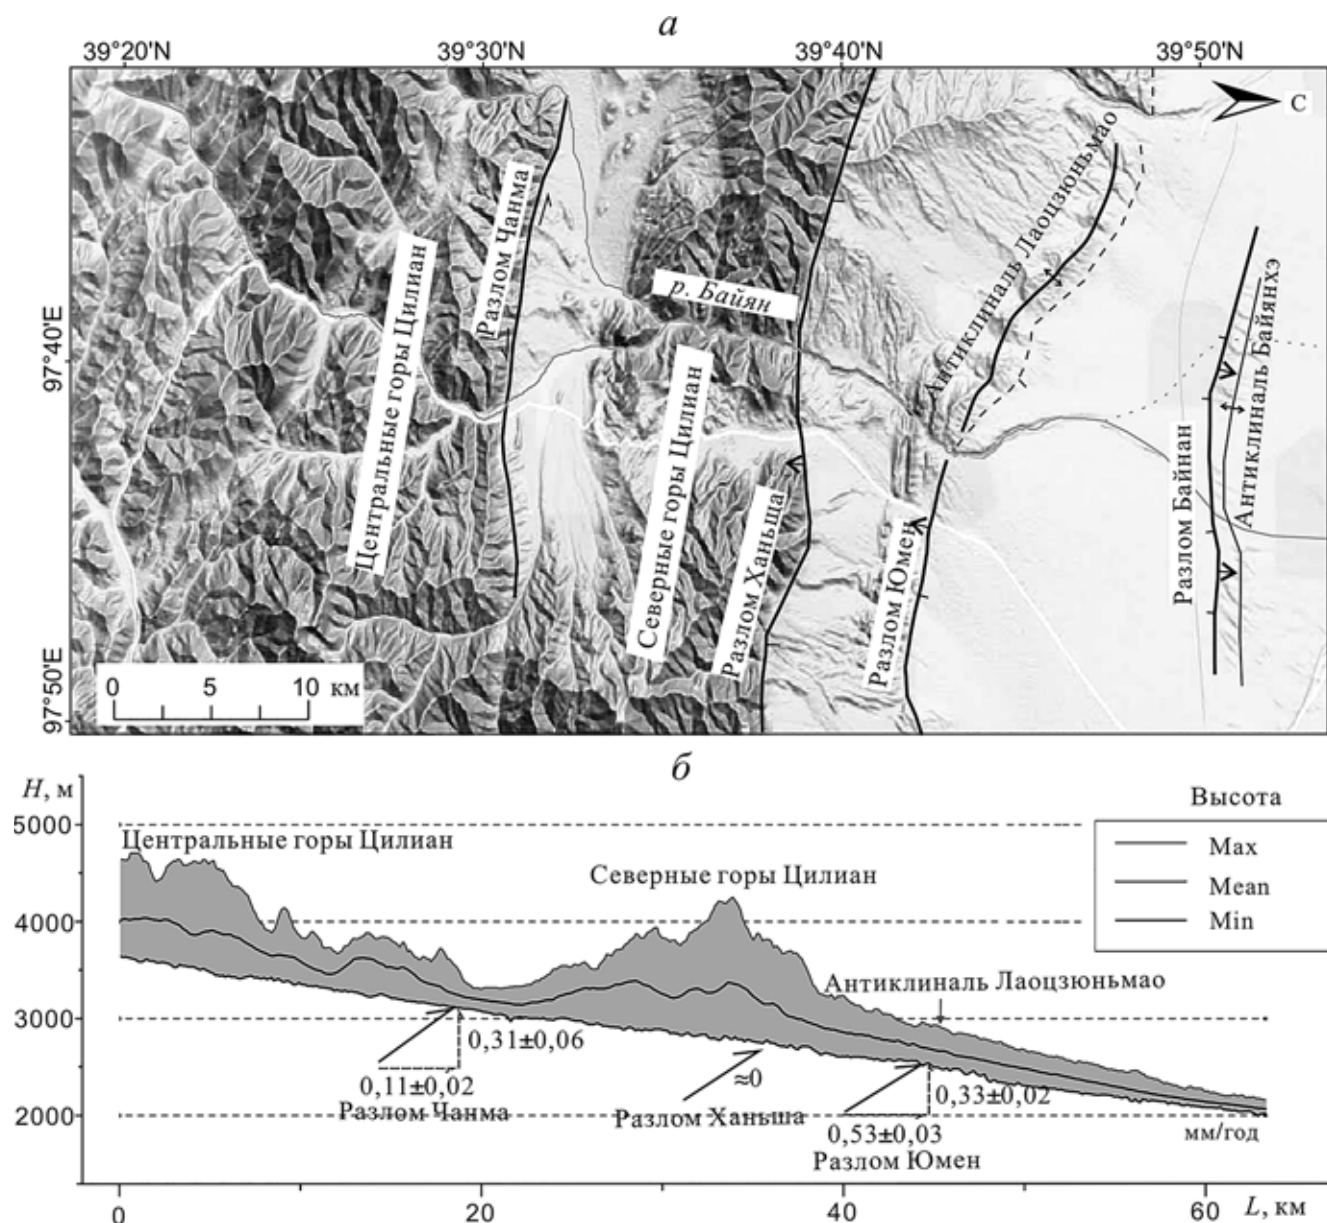 а
39°20'N 39°30'N 39°40'N 39°50'N
С
97°40'E
97°50'E
Центральные горы Цилиан
Разлом Чанма
р. Байян
Северные горы Цилиан
Разлом Ханьща
Антиклиналь Лаоцзюньмао
Разлом Юмен
Разлом Байнан
Антиклиналь Байянхэ
0 5 10 км
б
H, м
Высота
Max
Mean
Min
5000
4000
3000
2000
Центральные горы Цилиан
Северные горы Цилиан
Антиклиналь Лаоцзюньмао
0,31±0,06
0,11±0,02
Разлом Чанма
≈0
Разлом Ханьша
0,33±0,02
0,53±0,03
Разлом Юмен
мм/год
0 20 40 60 L, км